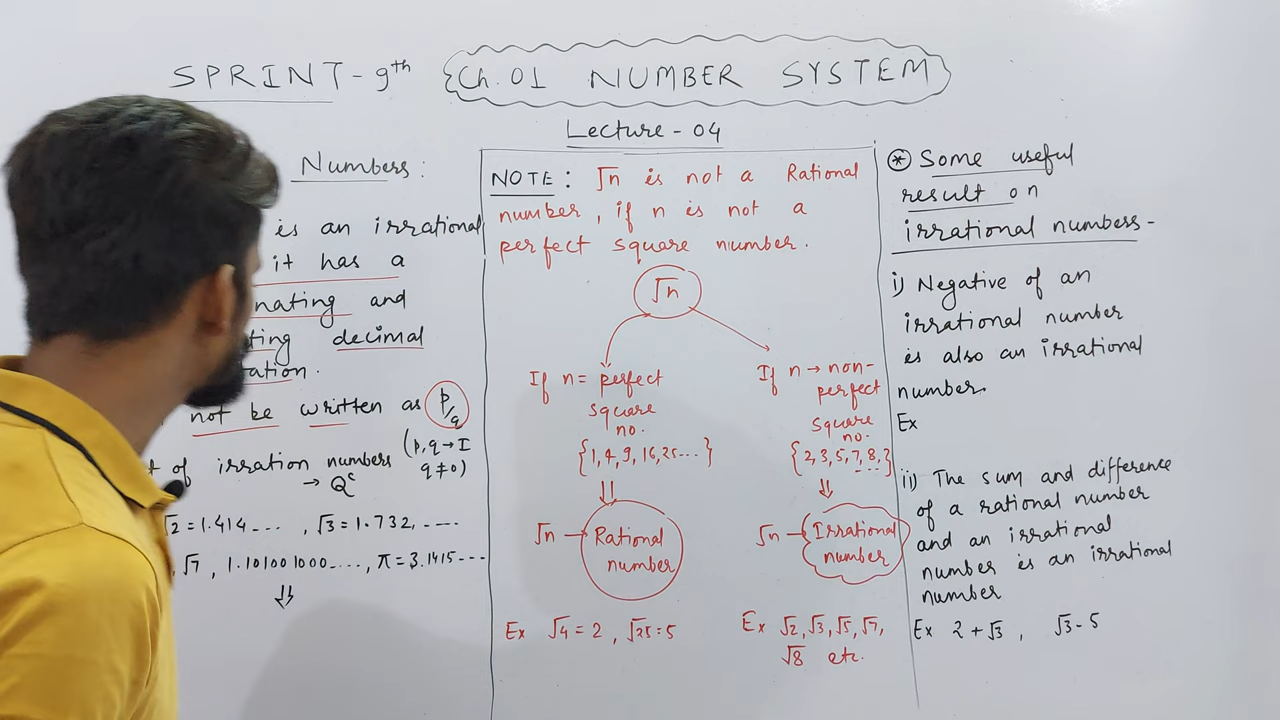 SPRINT - 9th
Ch. 01 NUMBER SYSTEM
Lecture - 04
Numbers :
is an irrational
it has a
nating and
ting decimal
tation.
not be written as p/q
(p, q → I
q ≠ 0)
t of irration numbers
→ Qᶜ
√2 = 1.414 ... , √3 = 1.732, .....
, √7 , 1.101001000 ...., π = 3.1415 ...
⇓
NOTE : √n is not a Rational
number, if n is not a
perfect square number.
√n
If n = perfect
square
no.
{1, 4, 9, 16, 25 ...}
⇓
√n → Rational
number
Ex √4 = 2 , √25 = 5
If n → non-
perfect
square
no.
{2, 3, 5, 7, 8, ...}
⇓
√n → Irrational
number
Ex √2, √3, √5, √7,
√8 etc.
* Some useful
result on
irrational numbers -
i) Negative of an
irrational number
is also an irrational
number.
Ex
ii) The sum and difference
of a rational number
and an irrational
number is an irrational
number
Ex 2 + √3 , √3 - 5